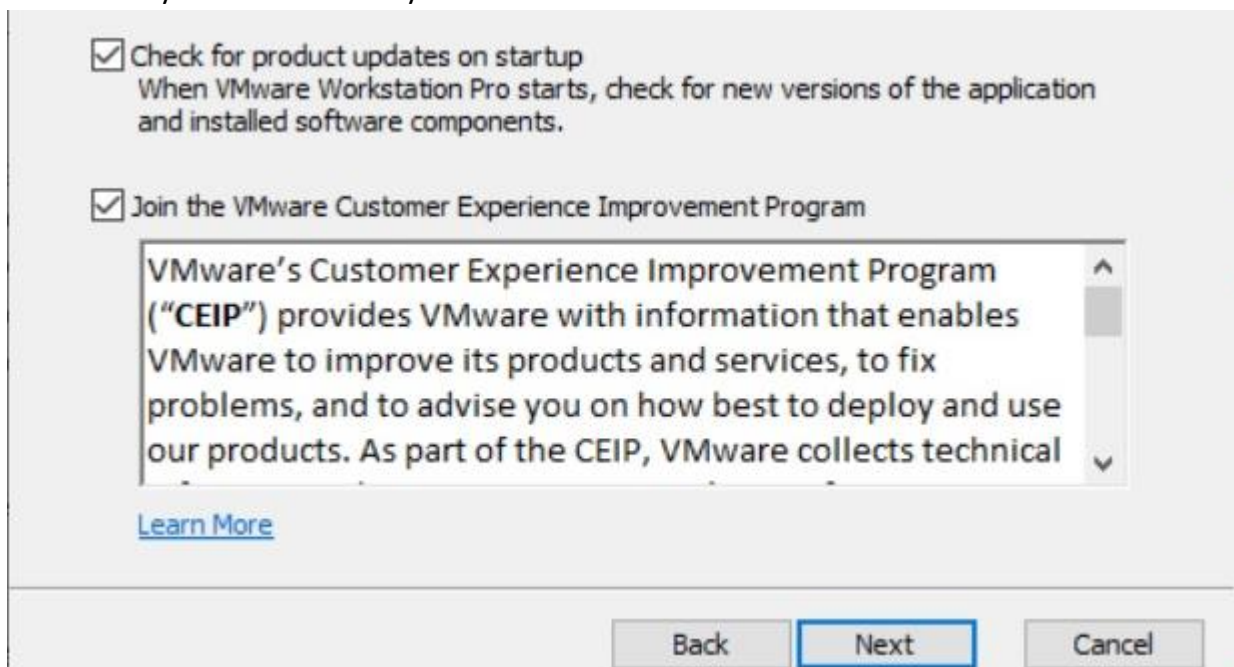 Check for product updates on startup
When VMware Workstation Pro starts, check for new versions of the application
and installed software components.
Join the VMware Customer Experience Improvement Program
VMware’s Customer Experience Improvement Program
(“CEIP”) provides VMware with information that enables
VMware to improve its products and services, to fix
problems, and to advise you on how best to deploy and use
our products. As part of the CEIP, VMware collects technical
Learn More
Back Next Cancel